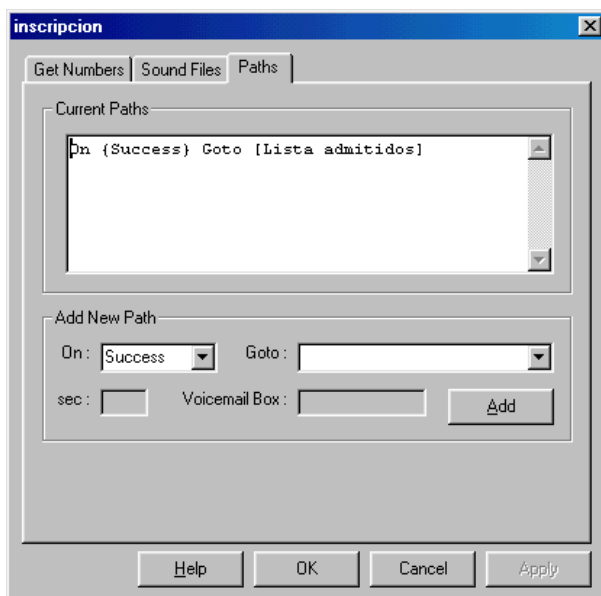 inscripcion
Get Numbers Sound Files Paths
Current Paths
On {Success} Goto [Lista admitidos]
Add New Path
On : Success Goto :
sec : Voicemail Box : Add
Help OK Cancel Apply